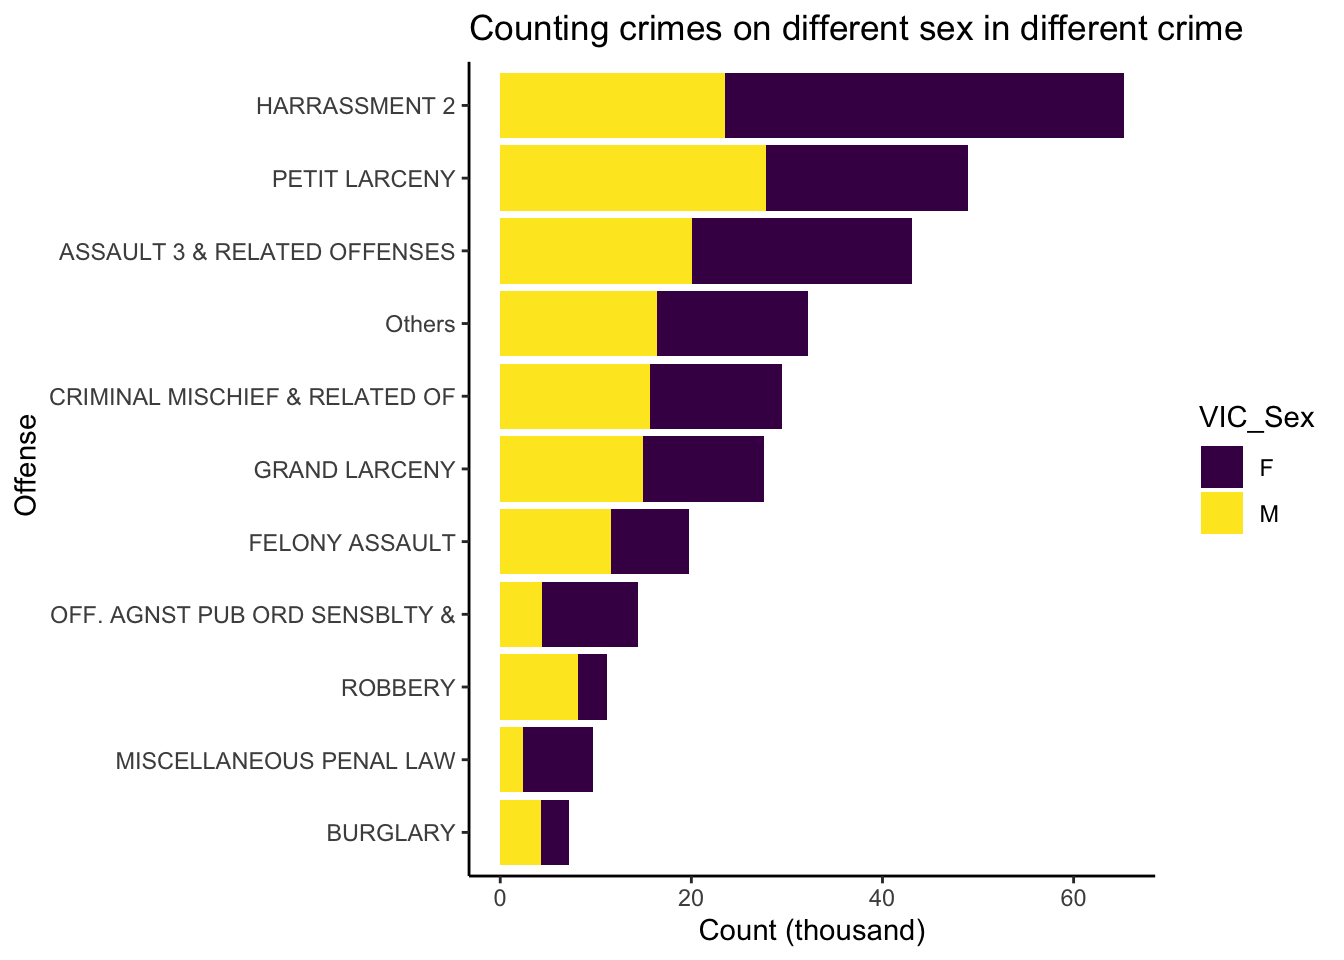 Counting crimes on different sex in different crime
HARRASSMENT 2
PETIT LARCENY
ASSAULT 3 & RELATED OFFENSES
Others
CRIMINAL MISCHIEF & RELATED OF
GRAND LARCENY
FELONY ASSAULT
OFF. AGNST PUB ORD SENSBLTY &
ROBBERY
MISCELLANEOUS PENAL LAW
BURGLARY
Offense
0 20 40 60
Count (thousand)
VIC_Sex
F
M